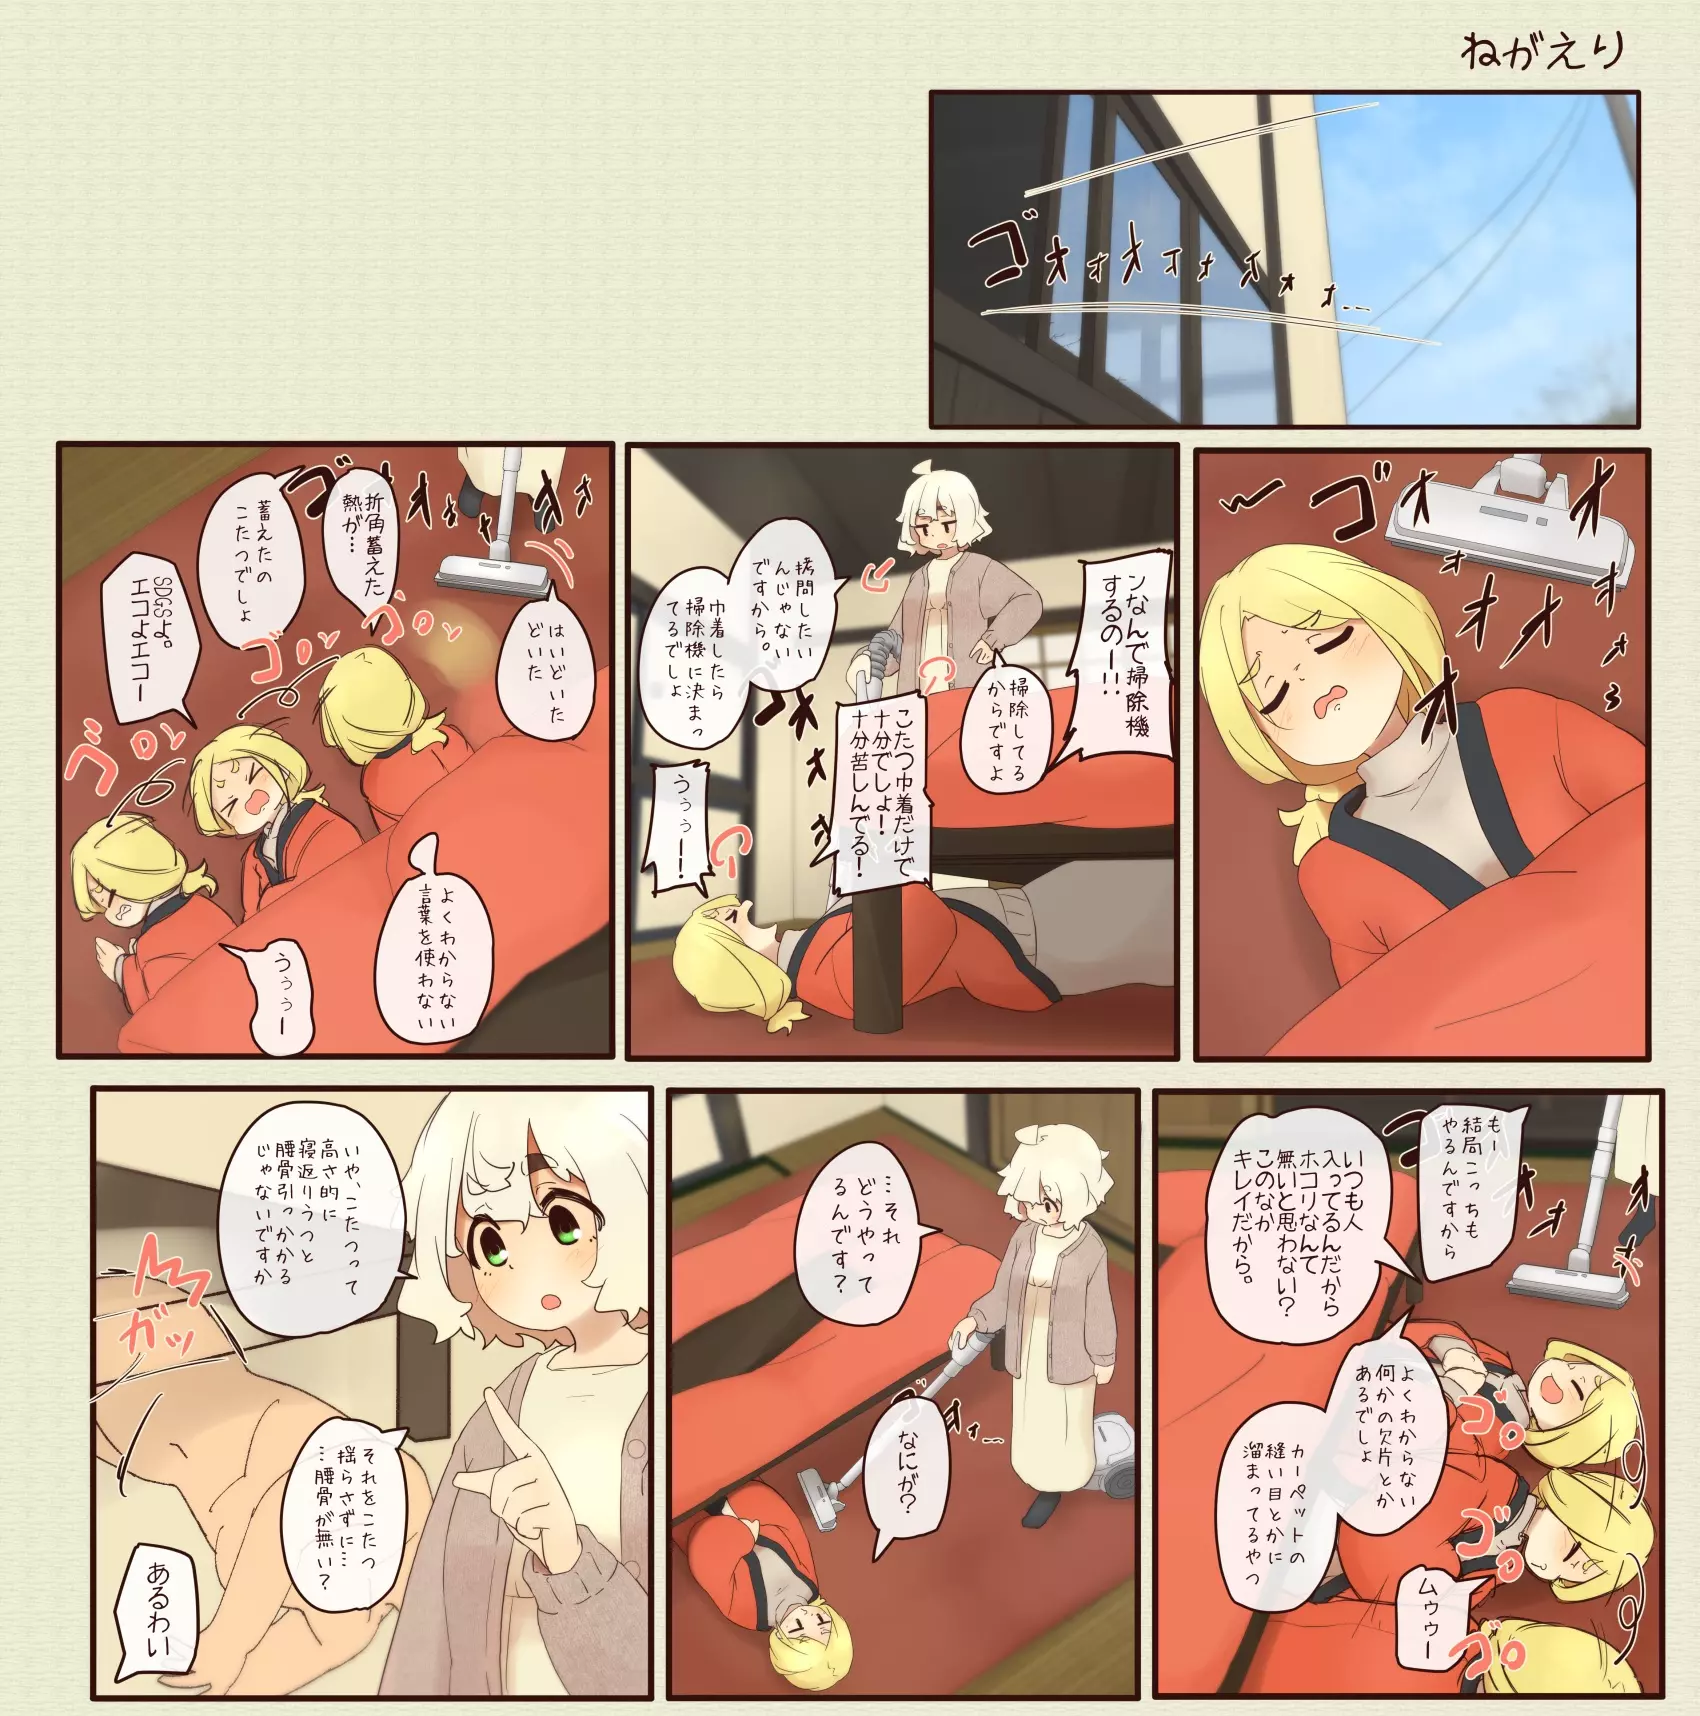 ねがえり
ゴォォォォォォォォ…
ゴォォォォォォォ
ンなんで掃除機
するのー!!
掃除してる
からですよ
こたつ巾着だけで
十分でしょ!
十分苦しんでる!
拷問したい
んじゃない
ですから。
巾着したら
掃除機に決まっ
てるでしょ
うぅぅー!
ゴォォォォォ
はいどいた
どいた
折角蓄えた
熱が…
蓄えたの
こたつでしょ
SDGsよ。
エコよエコー
ゴロン
ゴロン
ゴロン
よくわからない
言葉を使わない
うぅぅー
もー
結局こっちも
やるんですから
いつも人
入ってるんだから
ホコリなんて
無いと思わない?
このなか
キレイだから。
よくわからない
何かの欠片とか
あるでしょ
カーペットの
縫い目とかに
溜まってるやつ
ムゥゥー
ゴロ
ゴロ
ゴロ
…それ
どうやって
るんです?
なにが?
いや、こたつって
高さ的に
寝返りうつと
腰骨引っかかる
じゃないですか
ガッ
それをこたつ
揺らさずに…
…腰骨が無い?
あるわい